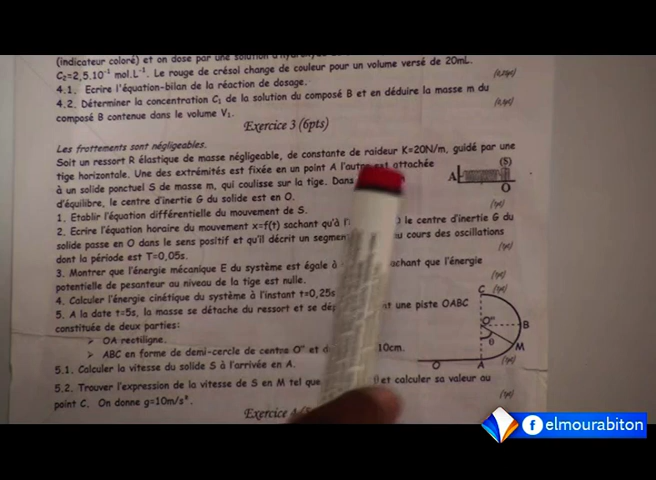 (indicateur coloré) et on dose par une solution
C₂=2,5.10⁻¹ mol.L⁻¹. Le rouge de crésol change de couleur pour un volume versé de 20mL.
4.1. Ecrire l'équation-bilan de la réaction de dosage.
4.2. Déterminer la concentration C₁ de la solution du composé B et en déduire la masse m du
composé B contenue dans le volume V₁.
Exercice 3 (6pts)
Les frottements sont négligeables.
Soit un ressort R élastique de masse négligeable, de constante de raideur K=20N/m, guidé par une
tige horizontale. Une des extrémités est fixée en un point A l'autre est attachée
à un solide ponctuel S de masse m, qui coulisse sur la tige. Dans
d'équilibre, le centre d'inertie G du solide est en O.
(S)
A
O
1. Etablir l'équation différentielle du mouvement de S.
(1pt)
2. Ecrire l'équation horaire du mouvement x=f(t) sachant qu'à le centre d'inertie G du
solide passe en O dans le sens positif et qu'il décrit un segment au cours des oscillations
dont la période est T=0,05s.
(1pt)
3. Montrer que l'énergie mécanique E du système est égale à sachant que l'énergie
potentielle de pesanteur au niveau de la tige est nulle.
(1pt)
4. Calculer l'énergie cinétique du système à l'instant t=0,25s
(1pt)
5. A la date t=5s, la masse se détache du ressort et se une piste OABC
constituée de deux parties:
➢ OA rectiligne.
➢ ABC en forme de demi-cercle de centre O" et 10cm.
C
O"
B
M
θ
O
A
5.1. Calculer la vitesse du solide S à l'arrivée en A.
(1pt)
5.2. Trouver l'expression de la vitesse de S en M tel que et calculer sa valeur au
point C. On donne g=10m/s².
(1pt)
Exercice 4
elmourabiton